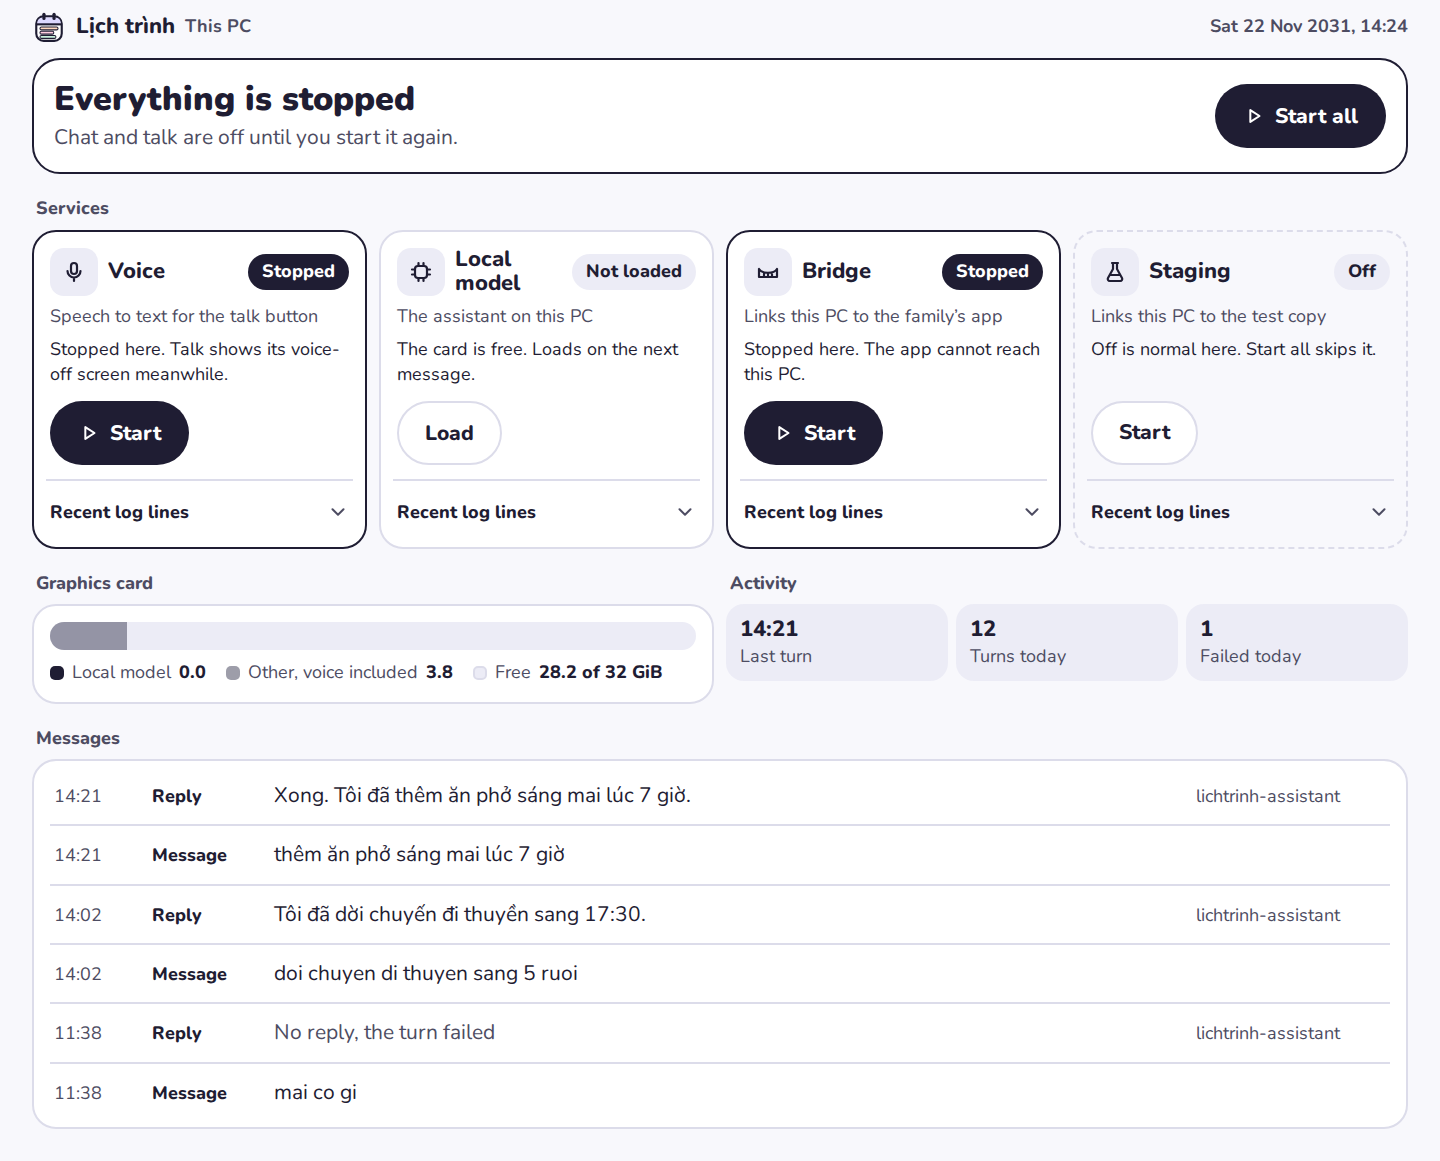 Lịch trình This PC
Sat 22 Nov 2031, 14:24
Everything is stopped
Chat and talk are off until you start it again.
Start all
Services
Voice
Stopped
Speech to text for the talk button
Stopped here. Talk shows its voice-
off screen meanwhile.
Start
Recent log lines
Local
model
Not loaded
The assistant on this PC
The card is free. Loads on the next
message.
Load
Recent log lines
Bridge
Stopped
Links this PC to the family’s app
Stopped here. The app cannot reach
this PC.
Start
Recent log lines
Staging
Off
Links this PC to the test copy
Off is normal here. Start all skips it.
Start
Recent log lines
Graphics card
Local model 0.0 Other, voice included 3.8 Free 28.2 of 32 GiB
Activity
14:21
Last turn
12
Turns today
1
Failed today
Messages
14:21 Reply Xong. Tôi đã thêm ăn phở sáng mai lúc 7 giờ. lichtrinh-assistant
14:21 Message thêm ăn phở sáng mai lúc 7 giờ
14:02 Reply Tôi đã dời chuyến đi thuyền sang 17:30. lichtrinh-assistant
14:02 Message doi chuyen di thuyen sang 5 ruoi
11:38 Reply No reply, the turn failed lichtrinh-assistant
11:38 Message mai co gi